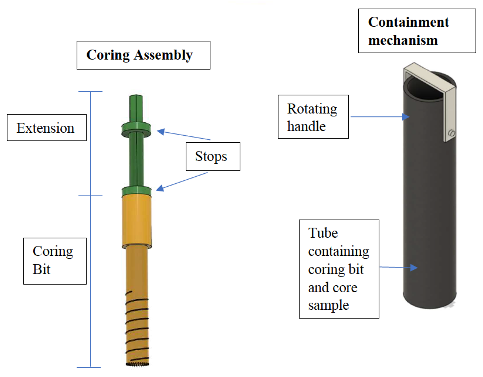 Coring Assembly
Extension
Stops
Coring
Bit
Containment
mechanism
Rotating
handle
Tube
containing
coring bit
and core
sample